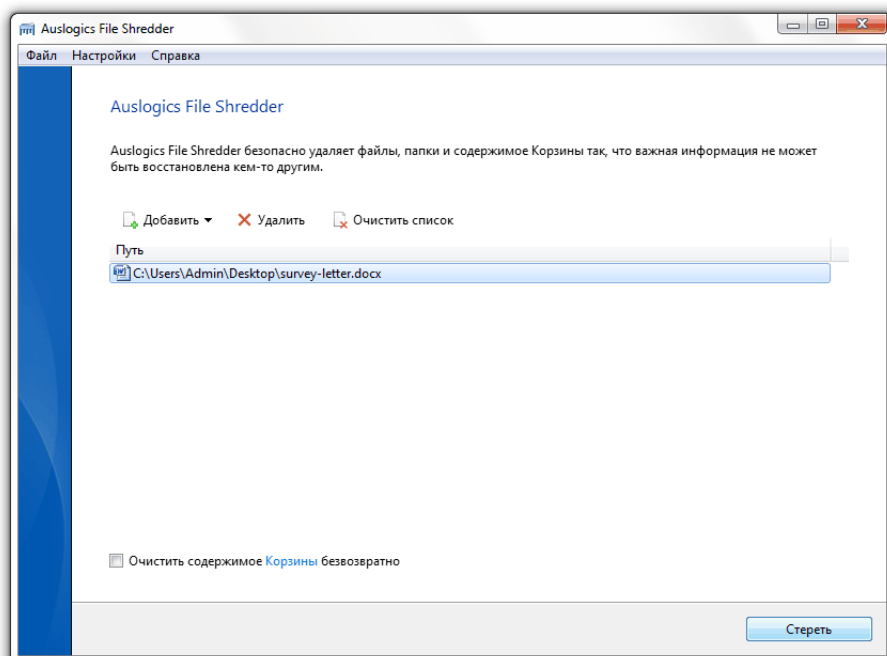 Auslogics File Shredder
Файл Настройки Справка
Auslogics File Shredder
Auslogics File Shredder безопасно удаляет файлы, папки и содержимое Корзины так, что важная информация не может
быть восстановлена кем-то другим.
Добавить Удалить Очистить список
Путь
C:\Users\Admin\Desktop\survey-letter.docx
Очистить содержимое Корзины безвозвратно
Стереть